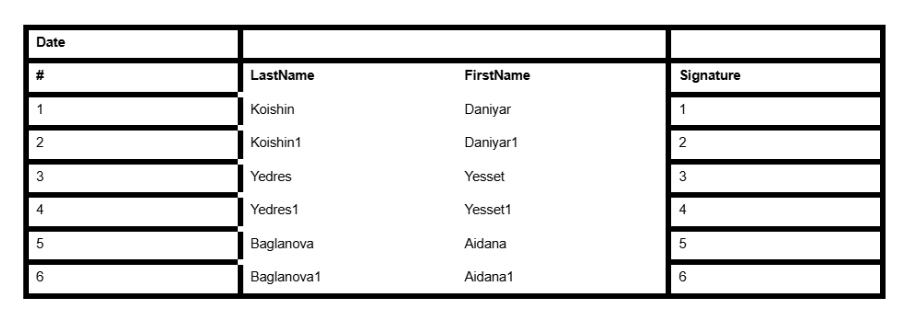 Date
# LastName FirstName Signature
1 Koishin Daniyar 1
2 Koishin1 Daniyar1 2
3 Yedres Yesset 3
4 Yedres1 Yesset1 4
5 Baglanova Aidana 5
6 Baglanova1 Aidana1 6